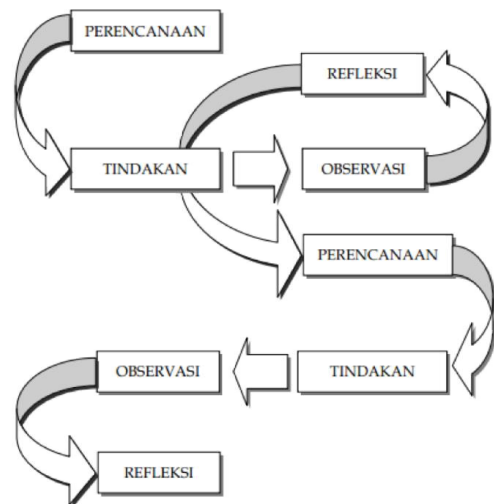 PERENCANAAN
REFLEKSI
TINDAKAN
OBSERVASI
PERENCANAAN
OBSERVASI
TINDAKAN
REFLEKSI